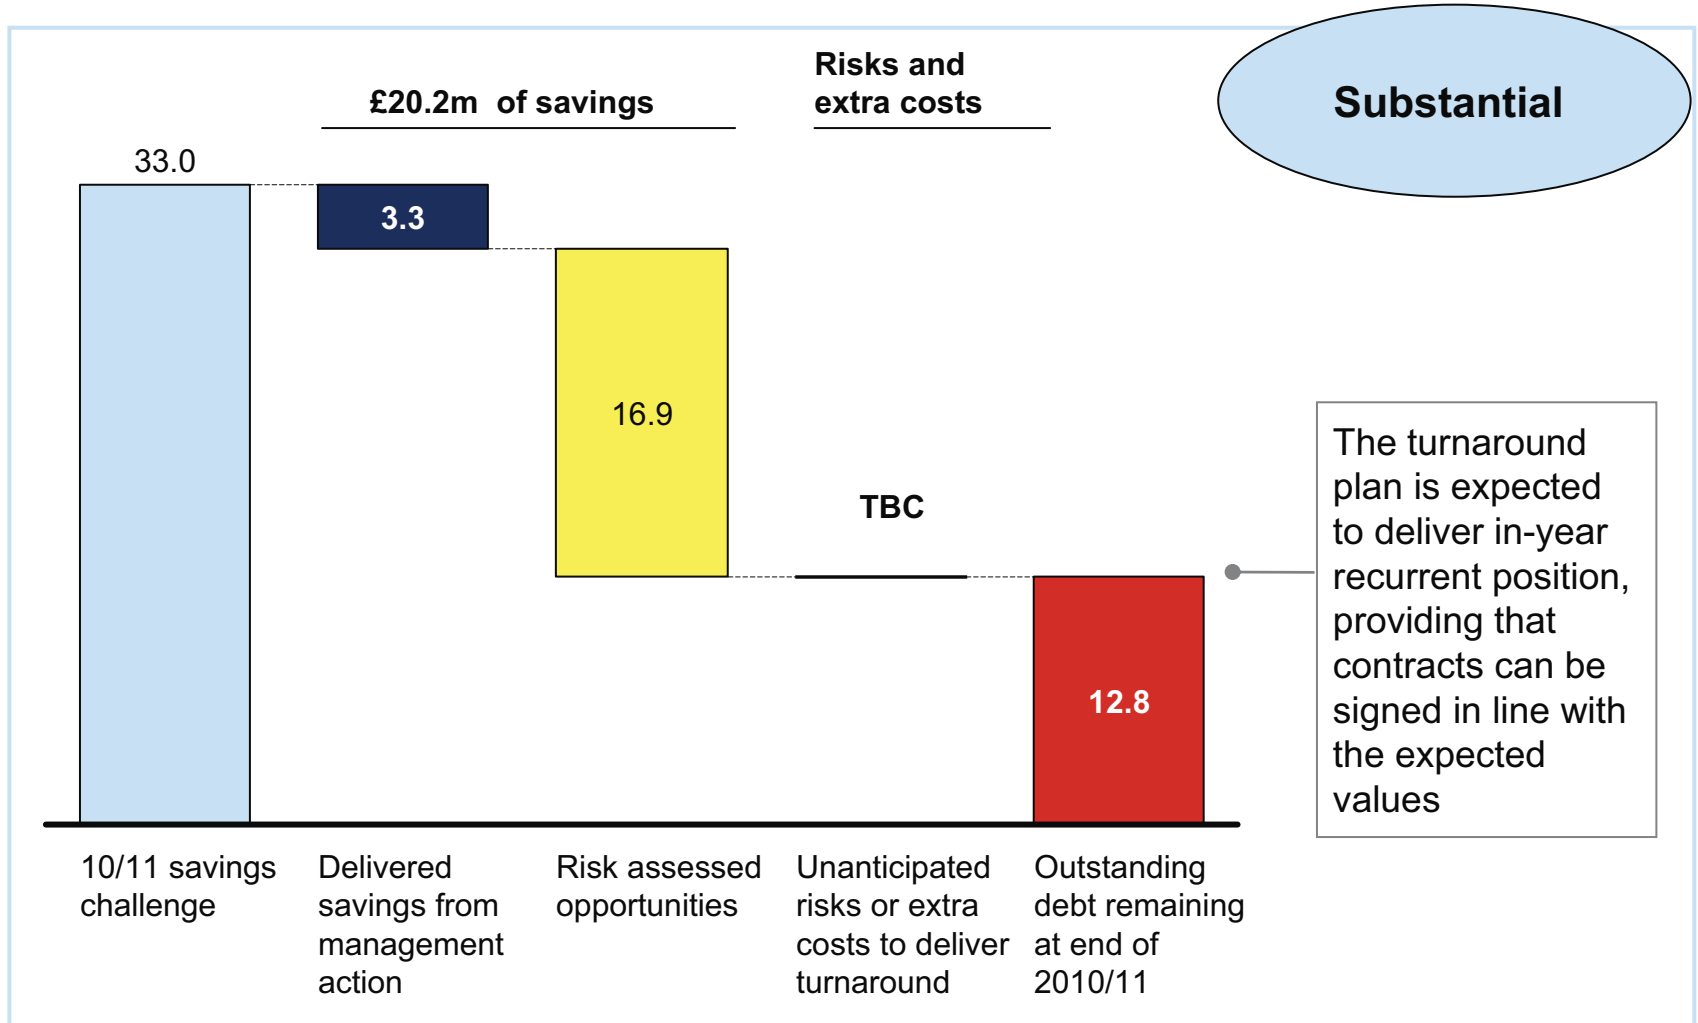 £20.2m  of savings
Risks and
extra costs
Substantial
33.0
3.3
16.9
TBC
12.8
The turnaround
plan is expected
to deliver in-year
recurrent position,
providing that
contracts can be
signed in line with
the expected
values
10/11 savings
challenge
Delivered
savings from
management
action
Risk assessed
opportunities
Unanticipated
risks or extra
costs to deliver
turnaround
Outstanding
debt remaining
at end of
2010/11